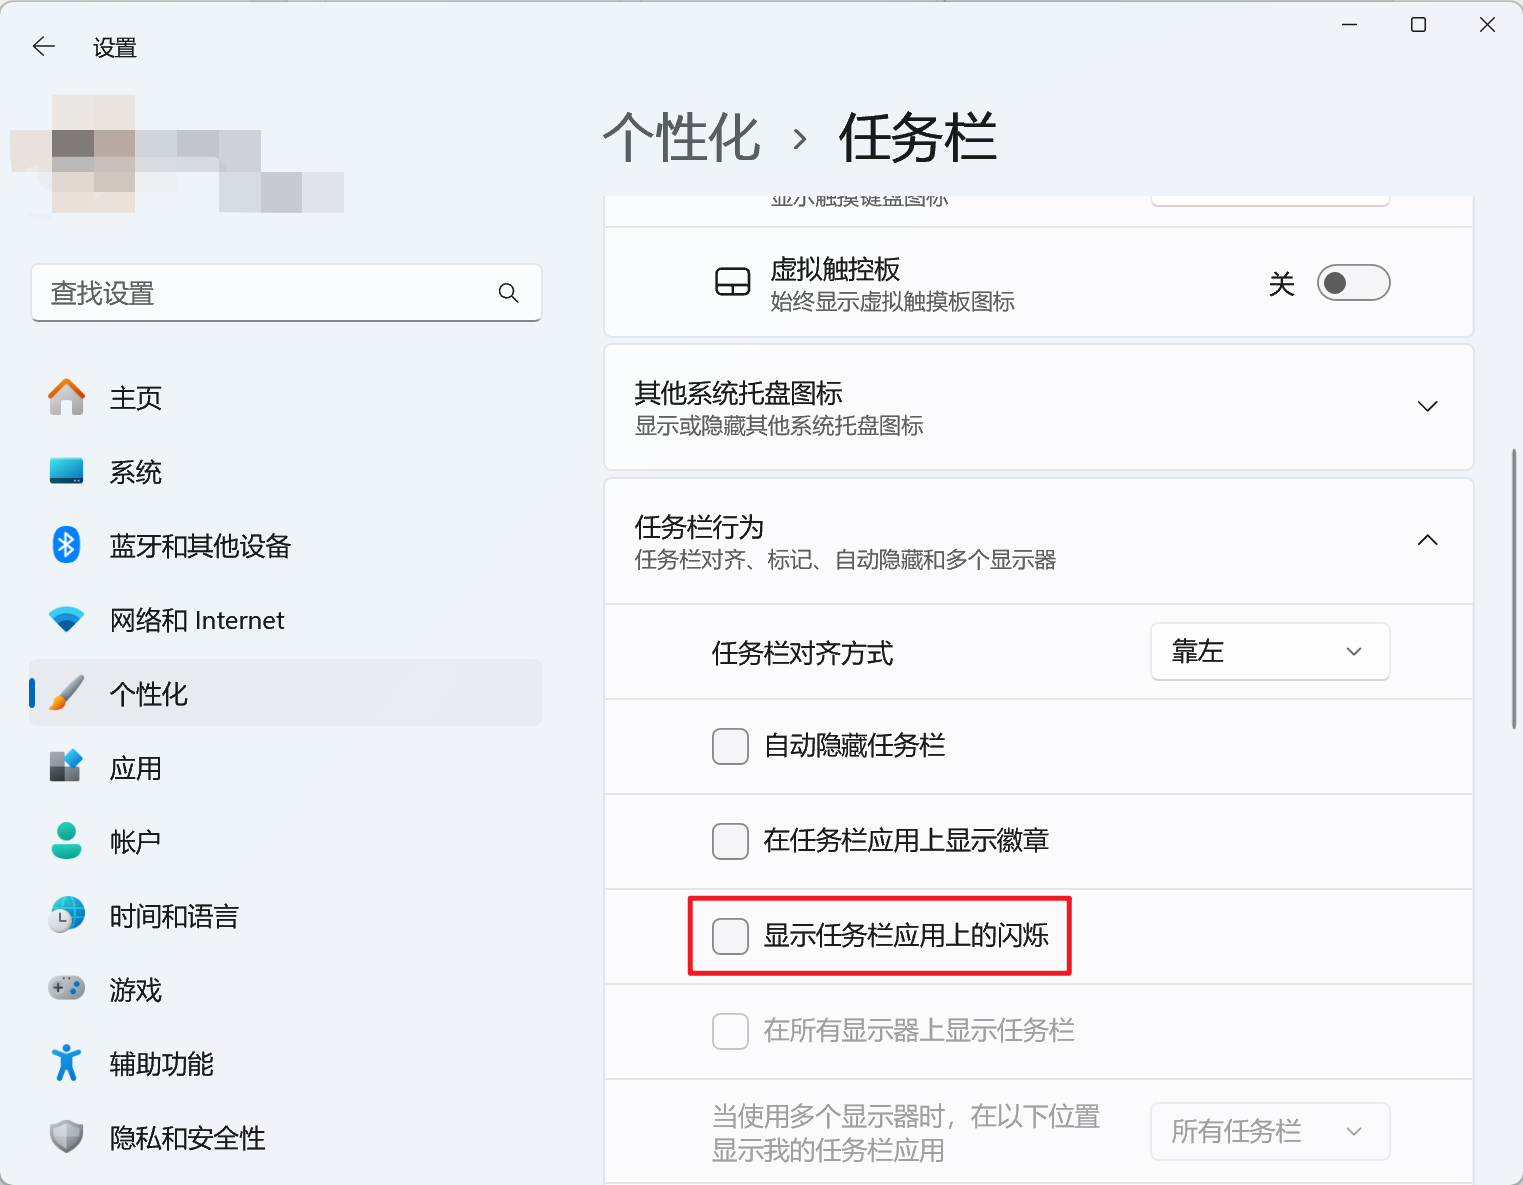 设置
查找设置
主页
系统
蓝牙和其他设备
网络和 Internet
个性化
应用
帐户
时间和语言
游戏
辅助功能
隐私和安全性
个性化 › 任务栏
显示触摸键盘图标
虚拟触控板
始终显示虚拟触摸板图标
关
其他系统托盘图标
显示或隐藏其他系统托盘图标
任务栏行为
任务栏对齐、标记、自动隐藏和多个显示器
任务栏对齐方式
靠左
自动隐藏任务栏
在任务栏应用上显示徽章
显示任务栏应用上的闪烁
在所有显示器上显示任务栏
当使用多个显示器时，在以下位置
显示我的任务栏应用
所有任务栏